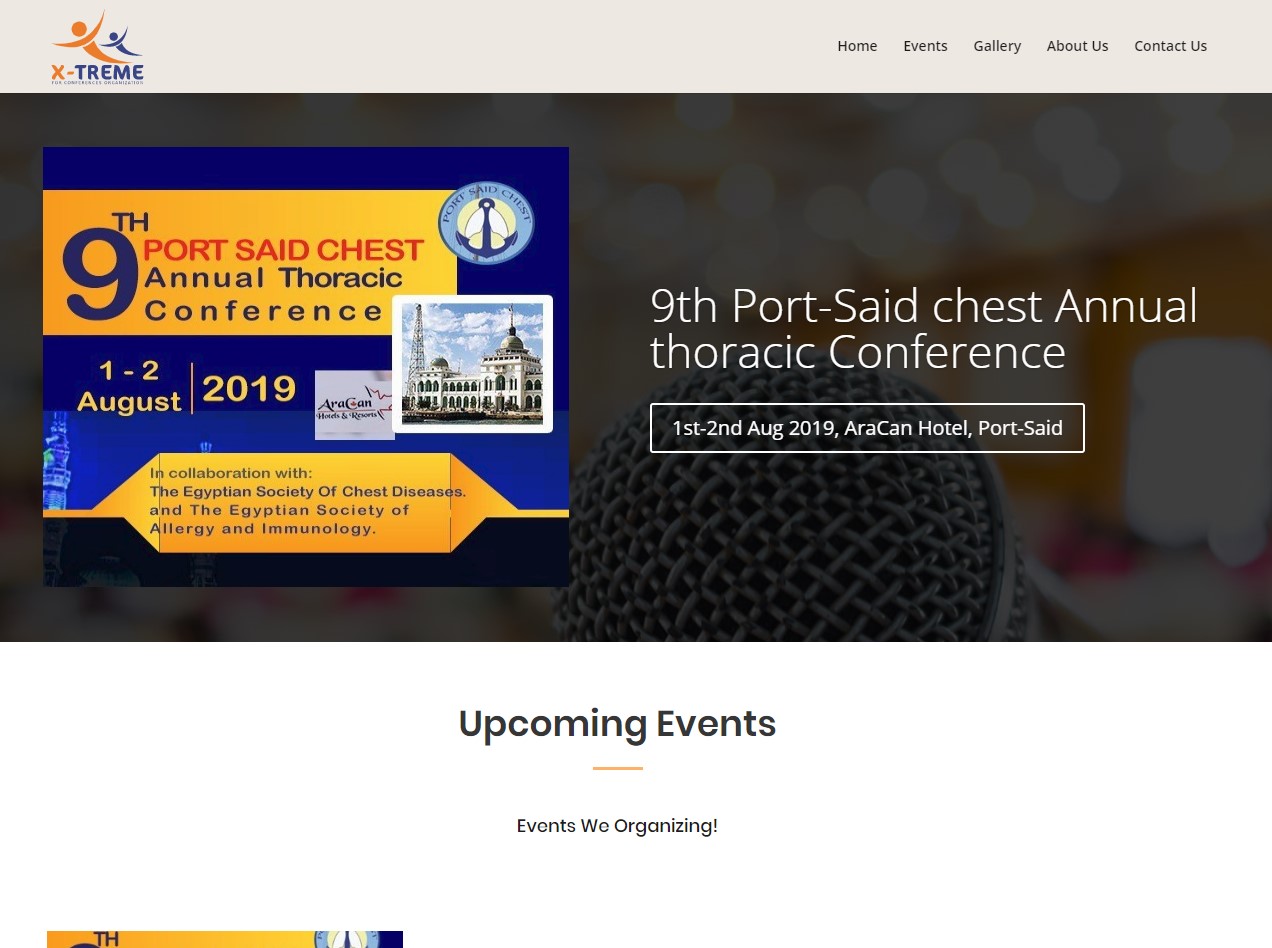 X-TREME
FOR CONFERENCES ORGANIZATION
Home Events Gallery About Us Contact Us
PORT SAID CHEST
9TH
PORT SAID CHEST
Annual Thoracic
Conference
1 - 2
August
2019
AraCan
Hotels & Resorts
In collaboration with:
The Egyptian Society Of Chest Diseases.
and The Egyptian Society of
Allergy and Immunology.
9th Port-Said chest Annual
thoracic Conference
1st-2nd Aug 2019, AraCan Hotel, Port-Said
Upcoming Events
Events We Organizing!
TH